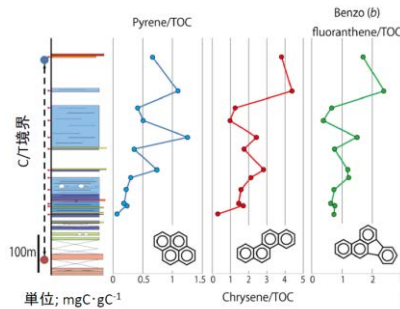 Pyrene/TOC
Benzo (b)
fluoranthene/TOC
C/T境界
100m
0 0.5 1 1.5
0 1 2 3 4 5
0 1 2
単位; mgC·gC⁻¹
Chrysene/TOC